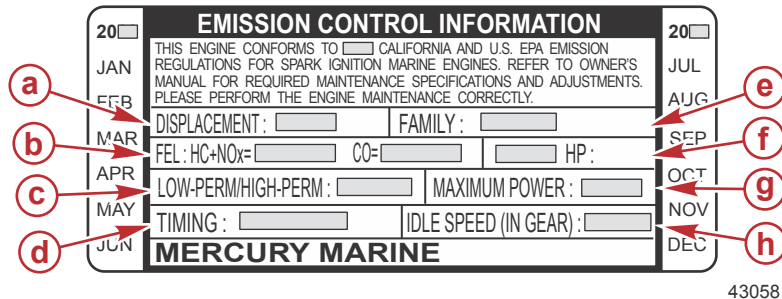 EMISSION CONTROL INFORMATION
20
20
THIS ENGINE CONFORMS TO CALIFORNIA AND U.S. EPA EMISSION
REGULATIONS FOR SPARK IGNITION MARINE ENGINES. REFER TO OWNER'S
MANUAL FOR REQUIRED MAINTENANCE SPECIFICATIONS AND ADJUSTMENTS.
PLEASE PERFORM THE ENGINE MAINTENANCE CORRECTLY.
JAN
FEB
MAR
APR
MAY
JUN
JUL
AUG
SEP
OCT
NOV
DEC
DISPLACEMENT : FAMILY :
FEL : HC+NOx= CO= HP :
LOW-PERM/HIGH-PERM : MAXIMUM POWER :
TIMING : IDLE SPEED (IN GEAR) :
MERCURY MARINE
a
b
c
d
e
f
g
h
43058